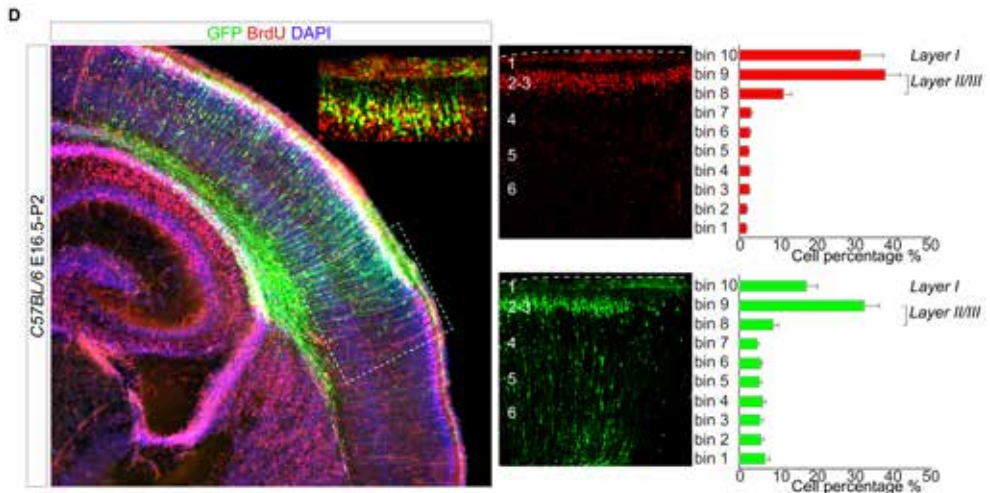 D
GFP BrdU DAPI
C57BL/6 E16.5-P2
1
2-3
4
5
6
bin 10
bin 9
bin 8
bin 7
bin 6
bin 5
bin 4
bin 3
bin 2
bin 1
Layer I
Layer II/III
0 10 20 30 40 50
Cell percentage %
1
2-3
4
5
6
bin 10
bin 9
bin 8
bin 7
bin 6
bin 5
bin 4
bin 3
bin 2
bin 1
Layer I
Layer II/III
0 10 20 30 40 50
Cell percentage %